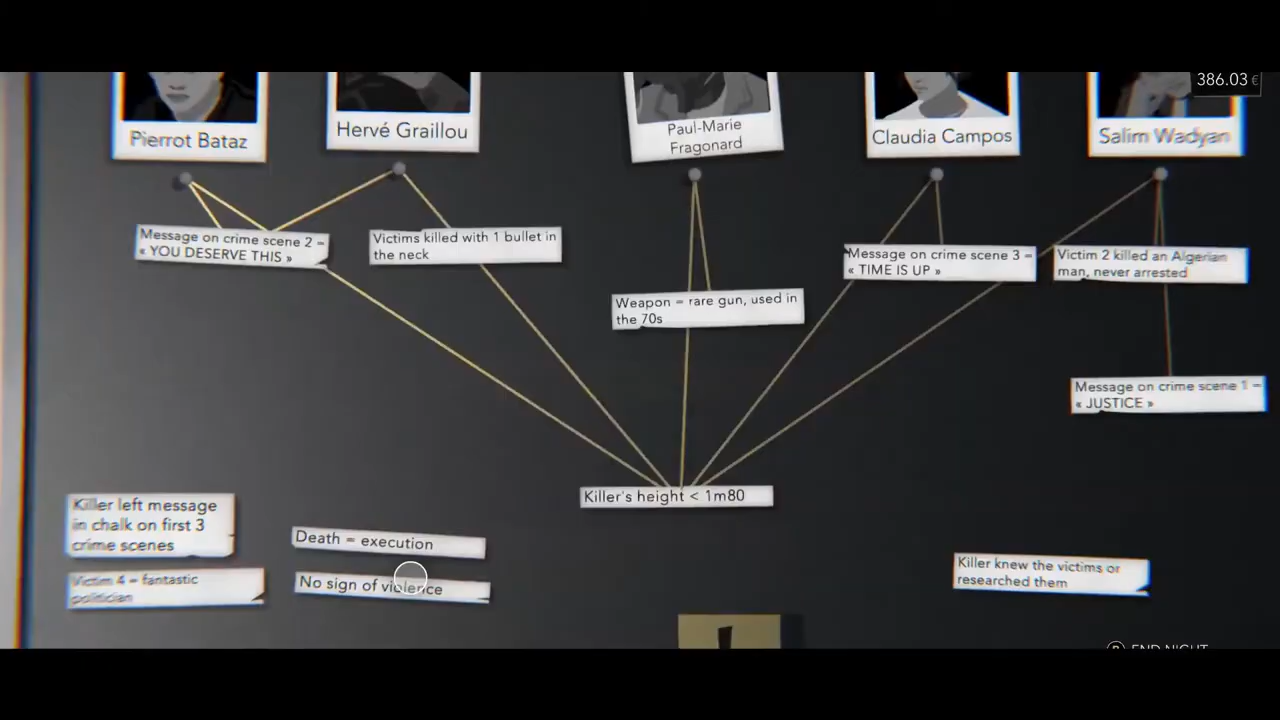 386.03 €
Pierrot Bataz
Hervé Graillou
Paul-Marie
Fragonard
Claudia Campos
Salim Wadyan
Message on crime scene 2 =
« YOU DESERVE THIS »
Victims killed with 1 bullet in
the neck
Weapon = rare gun, used in
the 70s
Message on crime scene 3 =
« TIME IS UP »
Victim 2 killed an Algerian
man, never arrested
Message on crime scene 1 =
« JUSTICE »
Killer's height < 1m80
Killer left message
in chalk on first 3
crime scenes
Victim 4 = fantastic
politician
Death = execution
No sign of violence
Killer knew the victims or
researched them
END NIGHT